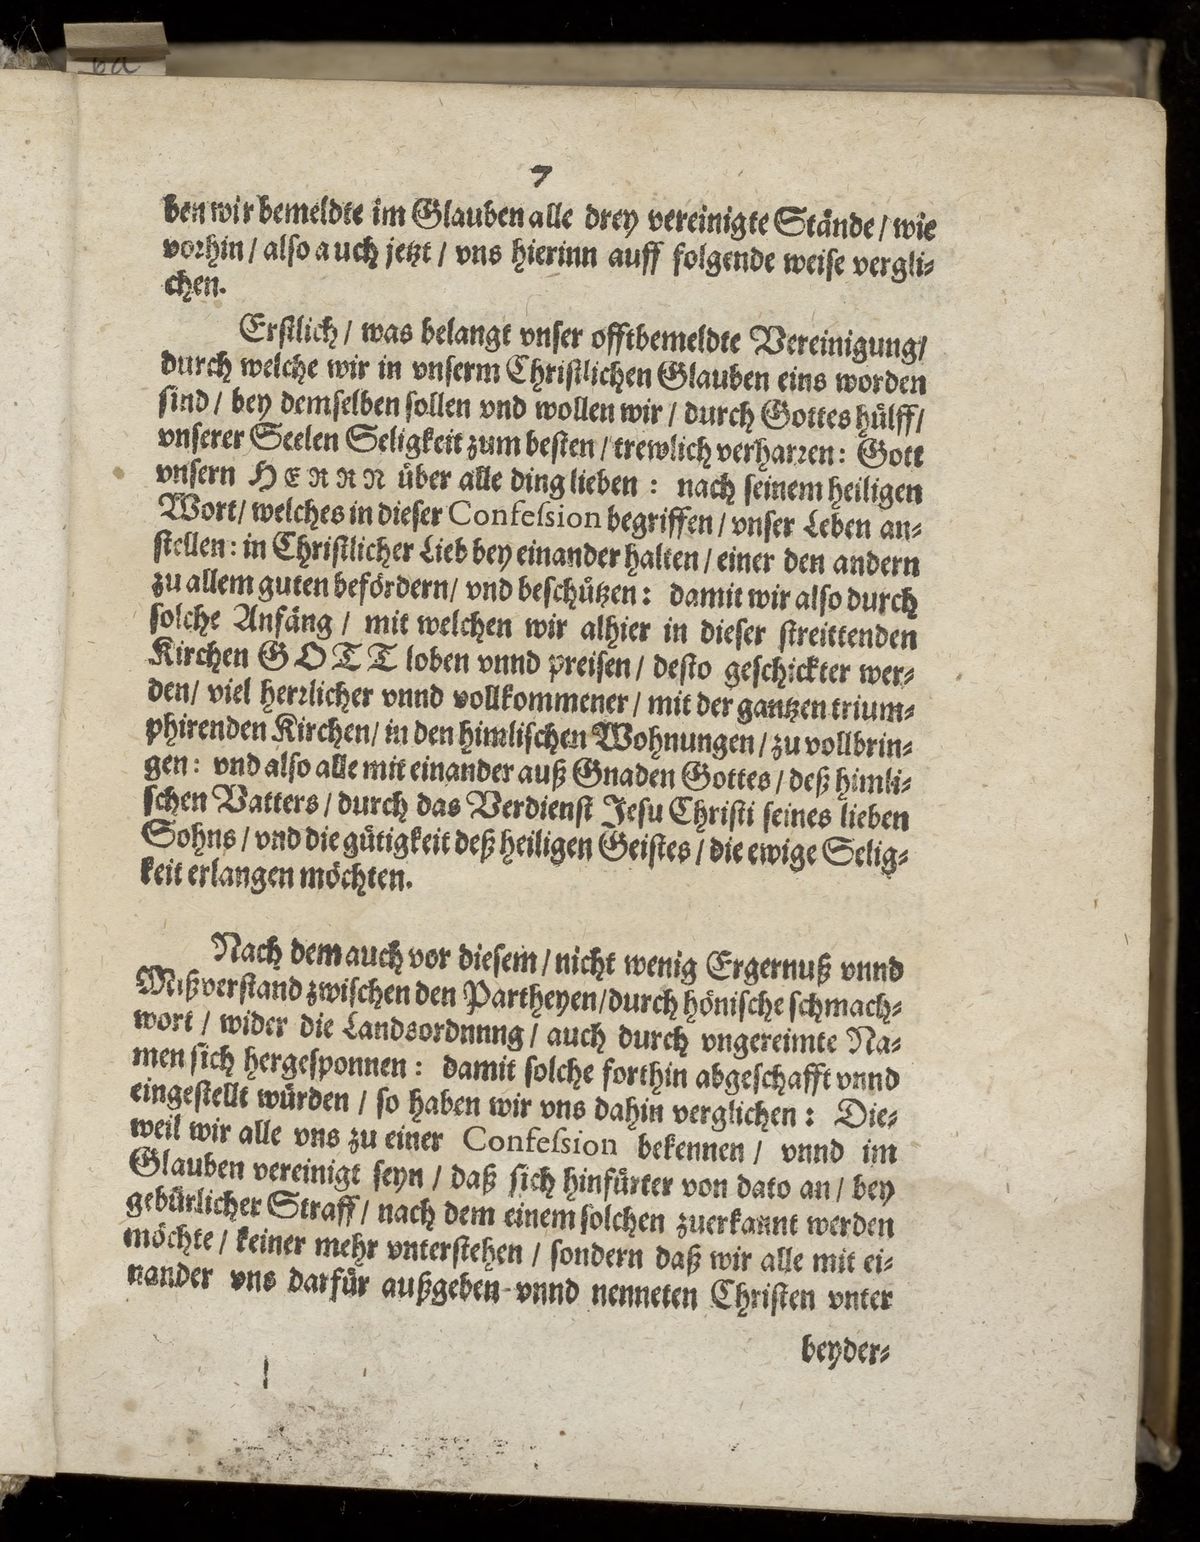 6a
7
ben wir bemeldte im Glauben alle drey vereinigte Stände / wie
vorhin / also auch jetzt / vns hierinn auff folgende weise vergli⸗
chen.
Erstlich / was belangt vnser offtbemeldte Vereinigung/
durch welche wir in vnserm Christlichen Glauben eins worden
sind / bey demselben sollen vnd wollen wir / durch Gottes hülff/
vnserer Seelen Seligkeit zum besten / trewlich verharren: Gott
vnsern HERRN über alle ding lieben : nach seinem heiligen
Wort/ welches in dieser Confession begriffen / vnser Leben an⸗
stellen: in Christlicher Lieb bey einander halten / einer den andern
zu allem guten befördern/ vnd beschützen: damit wir also durch
solche Anfäng / mit welchen wir alhier in dieser streittenden
Kirchen GOTT loben vnnd preisen / desto geschickter wer⸗
den/ viel herrlicher vnnd vollkommener / mit der gantzen trium⸗
phirenden Kirchen/ in den himlischen Wohnungen / zu vollbrin⸗
gen: vnd also alle mit einander auß Gnaden Gottes / deß himli⸗
schen Vatters / durch das Verdienst Jesu Christi seines lieben
Sohns / vnd die gütigkeit deß heiligen Geistes / die ewige Selig⸗
keit erlangen möchten.
Nach dem auch vor diesem / nicht wenig Ergernuß vnnd
Mißverstand zwischen den Partheyen/durch hönische schmach⸗
wort / wider die Landsordnnng / auch durch vngereimte Na⸗
men sich hergesponnen : damit solche forthin abgeschafft vnnd
eingestellt würden / so haben wir vns dahin verglichen : Die⸗
weil wir alle vns zu einer Confession bekennen / vnnd im
Glauben vereinigt seyn / daß sich hinfürter von dato an / bey
gebürlicher Straff / nach dem einem solchen zuerkannt werden
möchte / keiner mehr vnterstehen / sondern daß wir alle mit ei⸗
nander vns darfür außgeben vnnd nenneten Christen vnter
beyder⸗